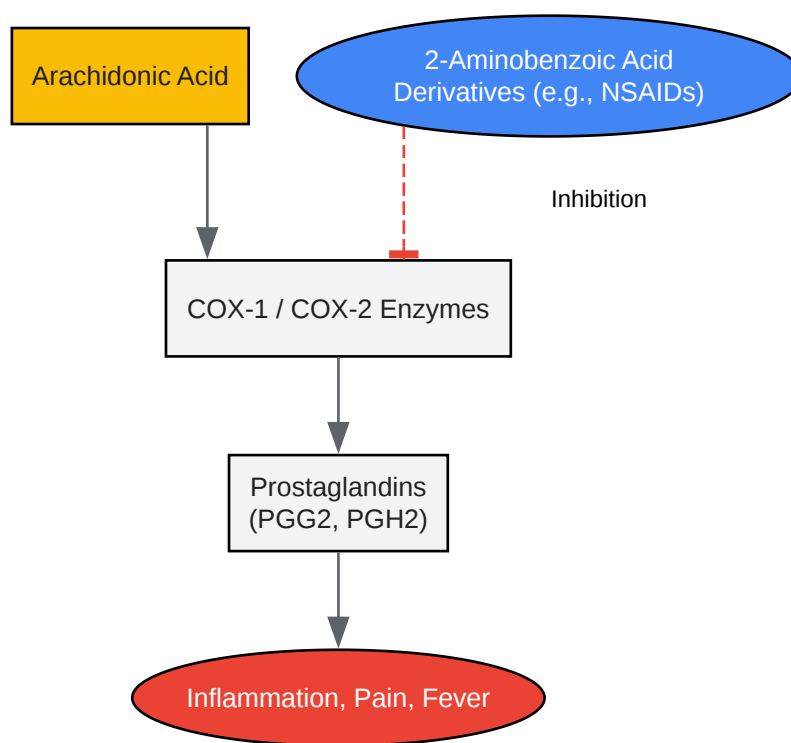 Arachidonic Acid
2-Aminobenzoic Acid
Derivatives (e.g., NSAIDs)
Inhibition
COX-1 / COX-2 Enzymes
Prostaglandins
(PGG2, PGH2)
Inflammation, Pain, Fever